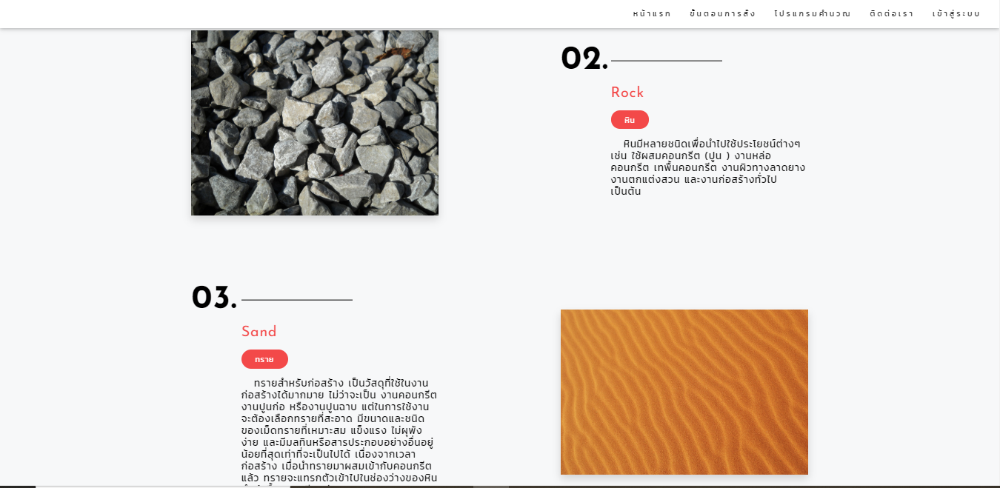 หน้าแรก ขั้นตอนการสั่ง โปรแกรมคำนวณ ติดต่อเรา เข้าสู่ระบบ
02.
Rock
หิน
หินมีหลายชนิดเพื่อนำไปใช้ประโยชน์ต่างๆ
เช่น ใช้ผสมคอนกรีต (ปูน ) งานหล่อ
คอนกรีต เทพื้นคอนกรีต งานผิวทางลาดยาง
งานตกแต่งสวน และงานก่อสร้างทั่วไป
เป็นต้น
03.
Sand
ทราย
ทรายสำหรับก่อสร้าง เป็นวัสดุที่ใช้ในงาน
ก่อสร้างได้มากมาย ไม่ว่าจะเป็น งานคอนกรีต
งานปูนก่อ หรืองานปูนฉาบ แต่ในการใช้งาน
จะต้องเลือกทรายที่สะอาด มีขนาดและชนิด
ของเม็ดทรายที่เหมาะสม แข็งแรง ไม่ผุพัง
ง่าย และมีมลทินหรือสารประกอบอย่างอื่นอยู่
น้อยที่สุดเท่าที่จะเป็นไปได้ เนื่องจากเวลา
ก่อสร้าง เมื่อนำทรายมาผสมเข้ากับคอนกรีต
แล้ว ทรายจะแทรกตัวเข้าไปในช่องว่างของหิน